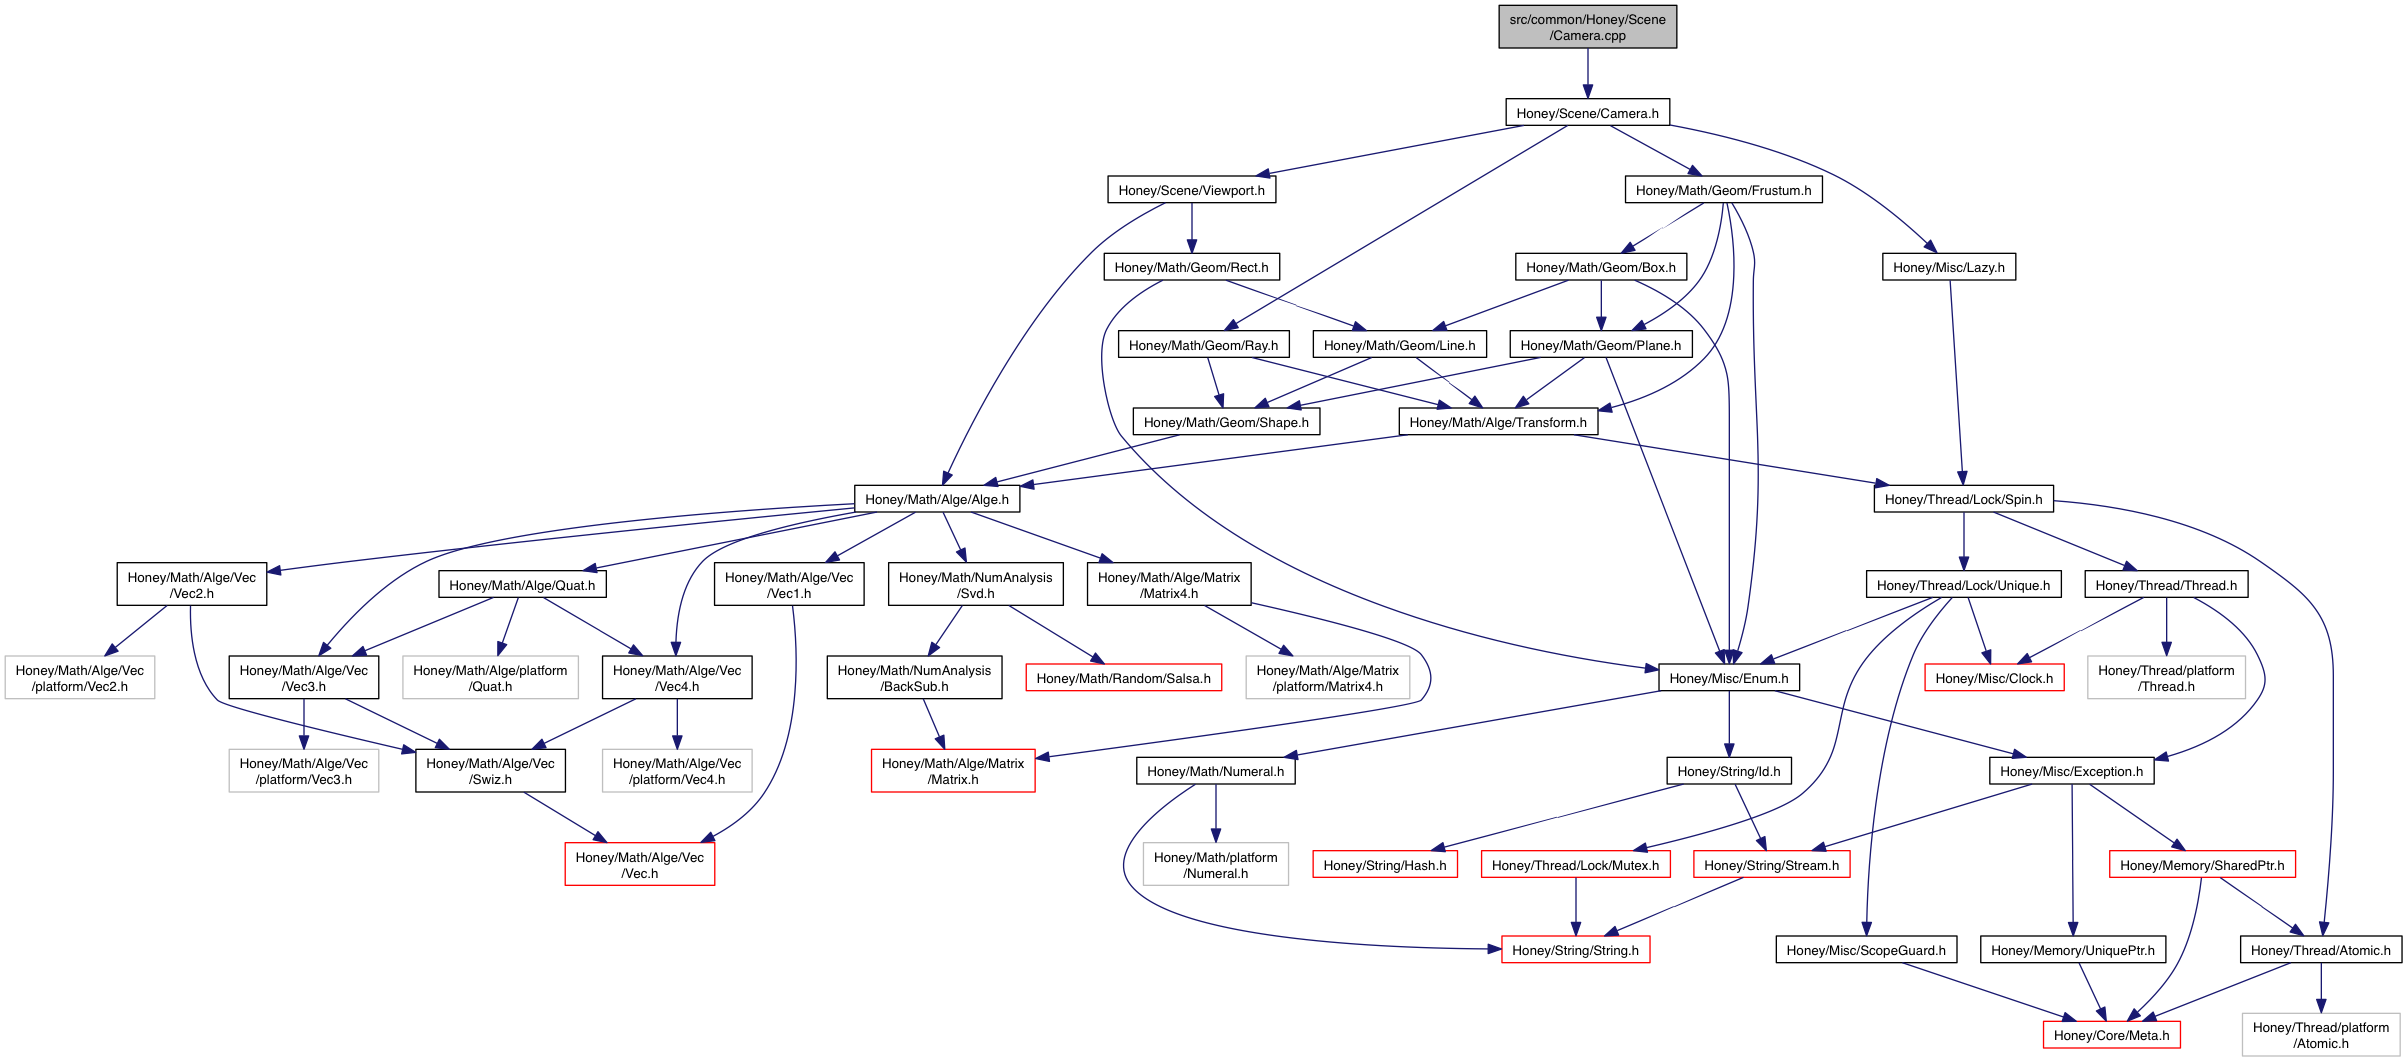 src/common/Honey/Scene
/Camera.cpp
Honey/Scene/Camera.h
Honey/Scene/Viewport.h
Honey/Math/Geom/Frustum.h
Honey/Math/Geom/Rect.h
Honey/Math/Geom/Box.h
Honey/Misc/Lazy.h
Honey/Math/Geom/Ray.h
Honey/Math/Geom/Line.h
Honey/Math/Geom/Plane.h
Honey/Math/Geom/Shape.h
Honey/Math/Alge/Transform.h
Honey/Math/Alge/Alge.h
Honey/Thread/Lock/Spin.h
Honey/Math/Alge/Vec
/Vec2.h
Honey/Math/Alge/Quat.h
Honey/Math/Alge/Vec
/Vec1.h
Honey/Math/NumAnalysis
/Svd.h
Honey/Math/Alge/Matrix
/Matrix4.h
Honey/Thread/Lock/Unique.h
Honey/Thread/Thread.h
Honey/Math/Alge/Vec
/platform/Vec2.h
Honey/Math/Alge/Vec
/Vec3.h
Honey/Math/Alge/platform
/Quat.h
Honey/Math/Alge/Vec
/Vec4.h
Honey/Math/NumAnalysis
/BackSub.h
Honey/Math/Random/Salsa.h
Honey/Math/Alge/Matrix
/platform/Matrix4.h
Honey/Misc/Enum.h
Honey/Misc/Clock.h
Honey/Thread/platform
/Thread.h
Honey/Math/Alge/Vec
/platform/Vec3.h
Honey/Math/Alge/Vec
/Swiz.h
Honey/Math/Alge/Vec
/platform/Vec4.h
Honey/Math/Alge/Matrix
/Matrix.h
Honey/Math/Numeral.h
Honey/String/Id.h
Honey/Misc/Exception.h
Honey/Math/Alge/Vec
/Vec.h
Honey/Math/platform
/Numeral.h
Honey/String/Hash.h
Honey/Thread/Lock/Mutex.h
Honey/String/Stream.h
Honey/Memory/SharedPtr.h
Honey/String/String.h
Honey/Misc/ScopeGuard.h
Honey/Memory/UniquePtr.h
Honey/Thread/Atomic.h
Honey/Core/Meta.h
Honey/Thread/platform
/Atomic.h